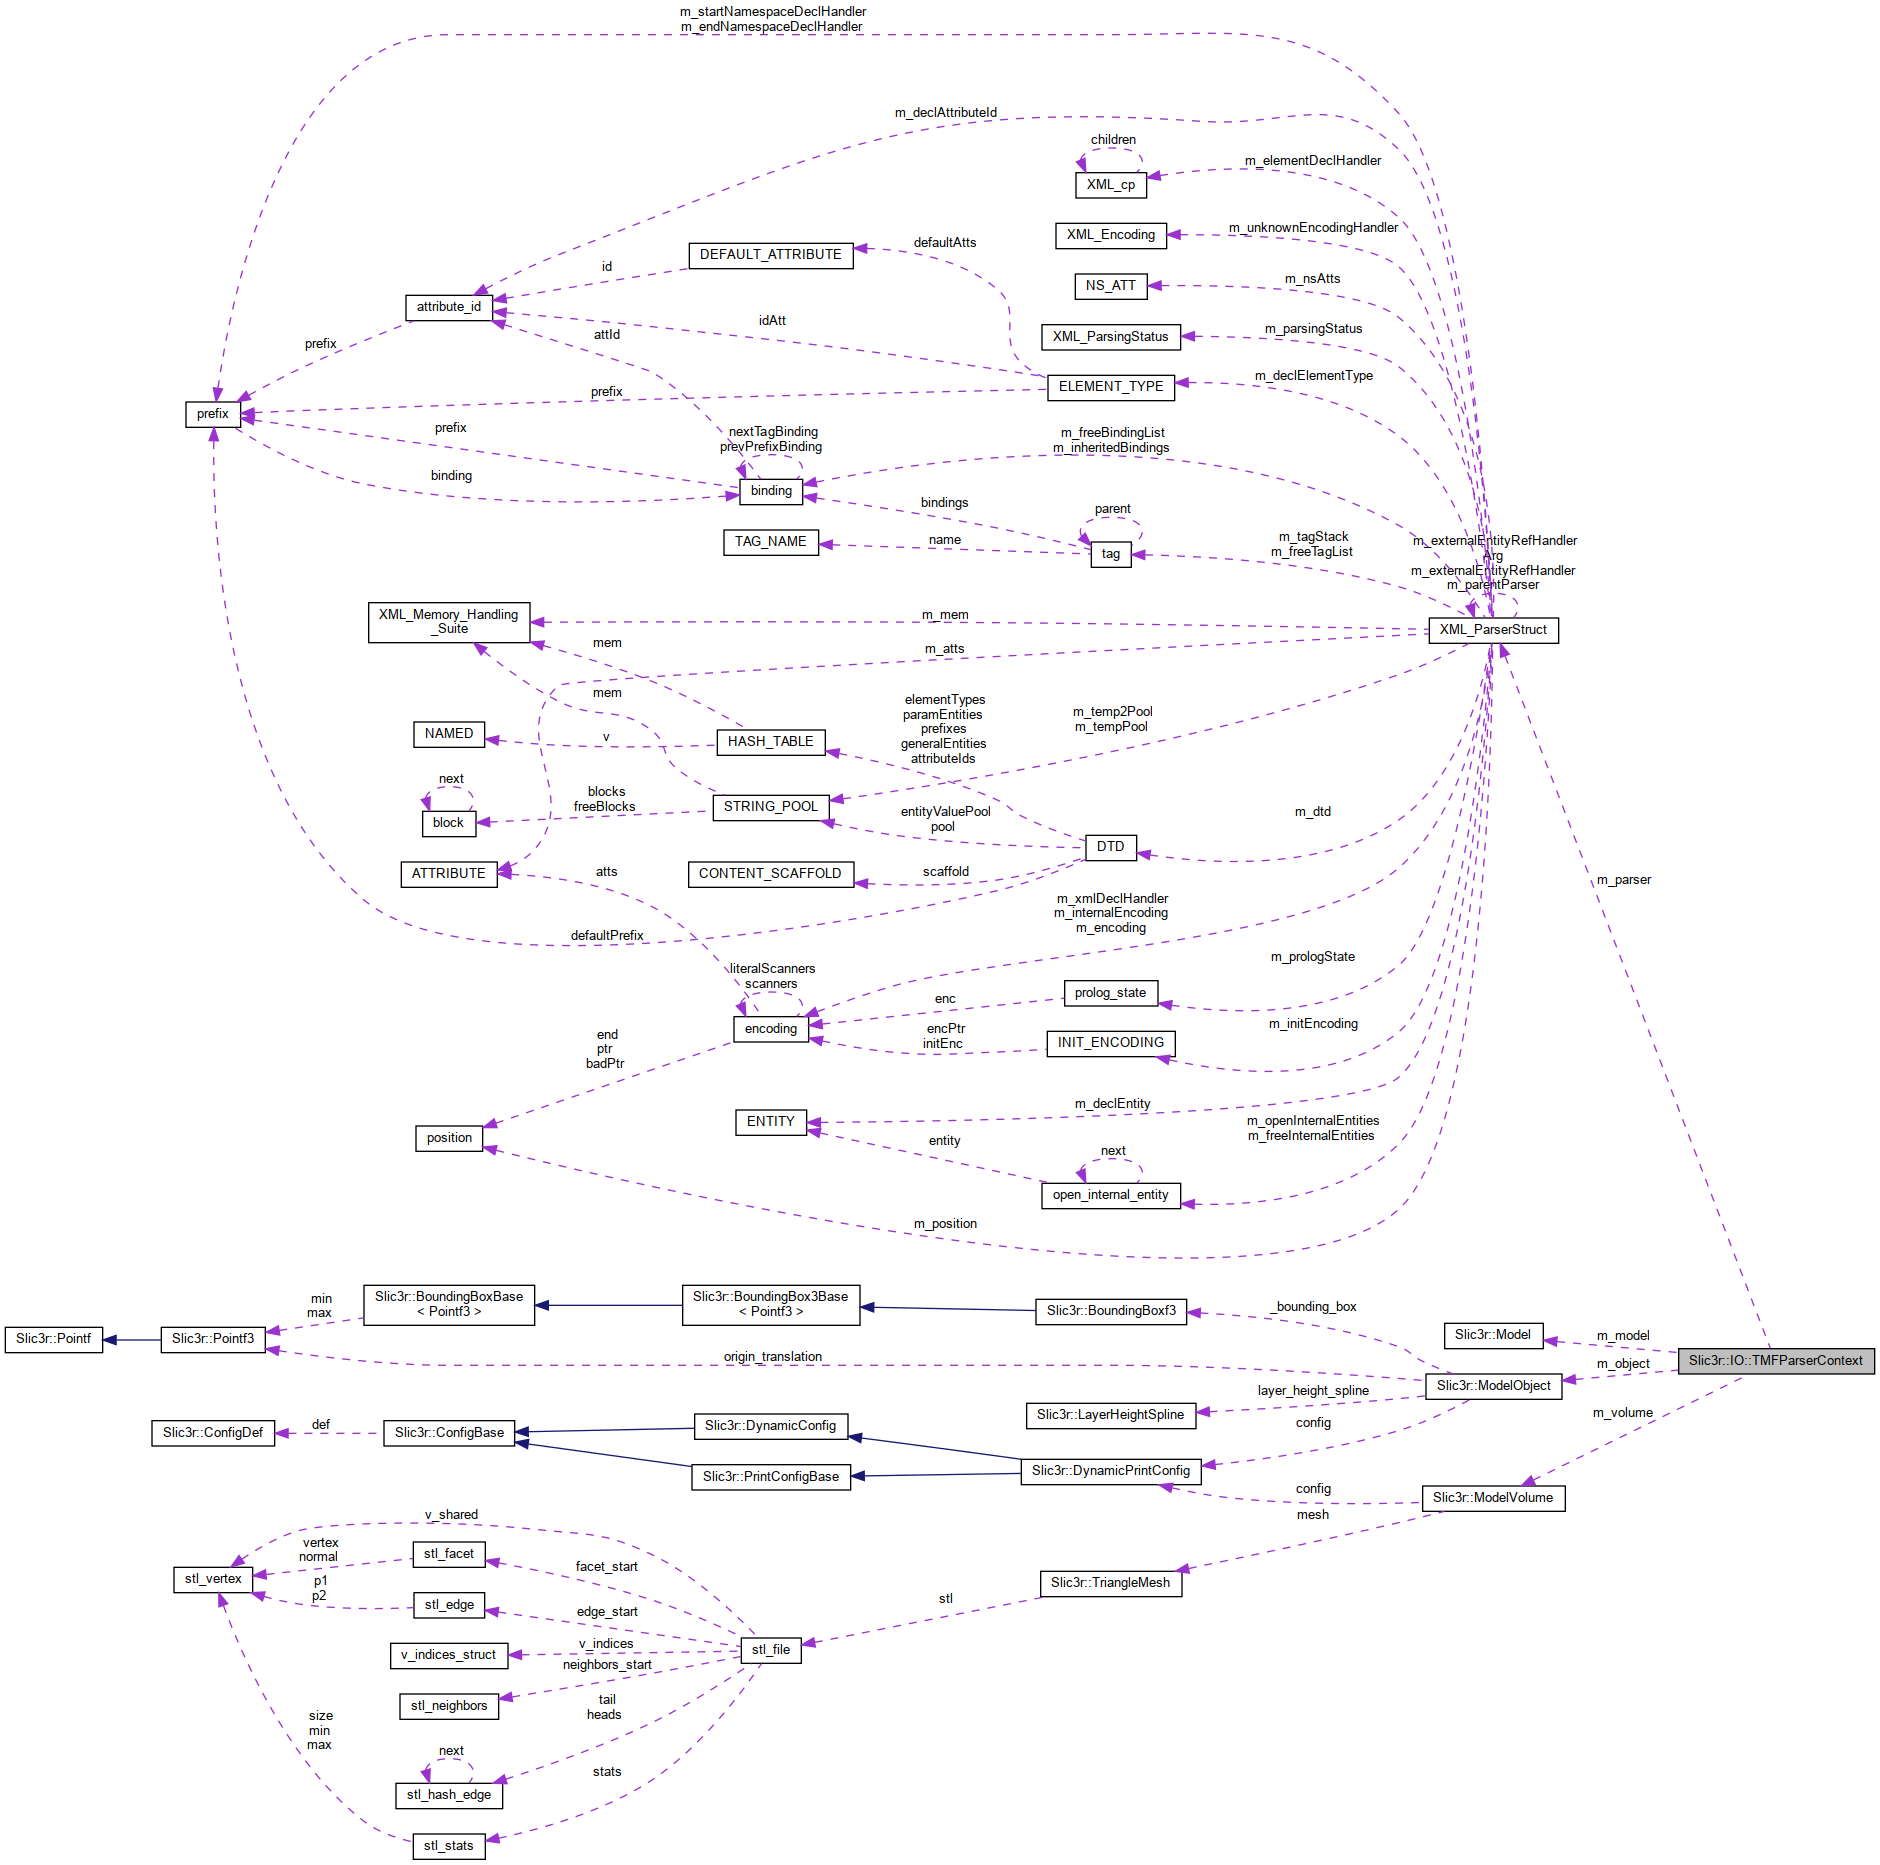 m_startNamespaceDeclHandler
m_endNamespaceDeclHandler
m_declAttributeId
children
m_elementDeclHandler
XML_cp
m_unknownEncodingHandler
XML_Encoding
defaultAtts
DEFAULT_ATTRIBUTE
id
m_nsAtts
NS_ATT
attribute_id
idAtt
attId
m_parsingStatus
XML_ParsingStatus
prefix
m_declElementType
ELEMENT_TYPE
prefix
prefix
prefix
nextTagBinding
prevPrefixBinding
m_freeBindingList
m_inheritedBindings
binding
binding
bindings
parent
TAG_NAME
name
tag
m_tagStack
m_freeTagList
m_externalEntityRefHandler
Arg
m_externalEntityRefHandler
m_parentParser
XML_Memory_Handling
_Suite
m_mem
XML_ParserStruct
mem
m_atts
mem
elementTypes
paramEntities
prefixes
generalEntities
attributeIds
m_temp2Pool
m_tempPool
NAMED
v
HASH_TABLE
next
blocks
freeBlocks
STRING_POOL
block
entityValuePool
pool
m_dtd
DTD
ATTRIBUTE
atts
CONTENT_SCAFFOLD
scaffold
m_parser
m_xmlDeclHandler
m_internalEncoding
m_encoding
defaultPrefix
literalScanners
scanners
m_prologState
enc
prolog_state
encoding
encPtr
initEnc
INIT_ENCODING
m_initEncoding
end
ptr
badPtr
m_declEntity
ENTITY
position
entity
next
m_openInternalEntities
m_freeInternalEntities
open_internal_entity
m_position
min
max
Slic3r::BoundingBoxBase
< Pointf3 >
Slic3r::BoundingBox3Base
< Pointf3 >
Slic3r::BoundingBoxf3
_bounding_box
Slic3r::Pointf
Slic3r::Pointf3
Slic3r::Model
m_model
origin_translation
Slic3r::IO::TMFParserContext
m_object
Slic3r::ModelObject
layer_height_spline
Slic3r::LayerHeightSpline
config
m_volume
Slic3r::ConfigDef
def
Slic3r::ConfigBase
Slic3r::DynamicConfig
Slic3r::PrintConfigBase
Slic3r::DynamicPrintConfig
config
Slic3r::ModelVolume
mesh
v_shared
vertex
normal
stl_facet
facet_start
stl_vertex
p1
p2
stl_edge
edge_start
Slic3r::TriangleMesh
stl
v_indices
v_indices_struct
stl_file
neighbors_start
stl_neighbors
tail
heads
size
min
max
next
stl_hash_edge
stats
stl_stats